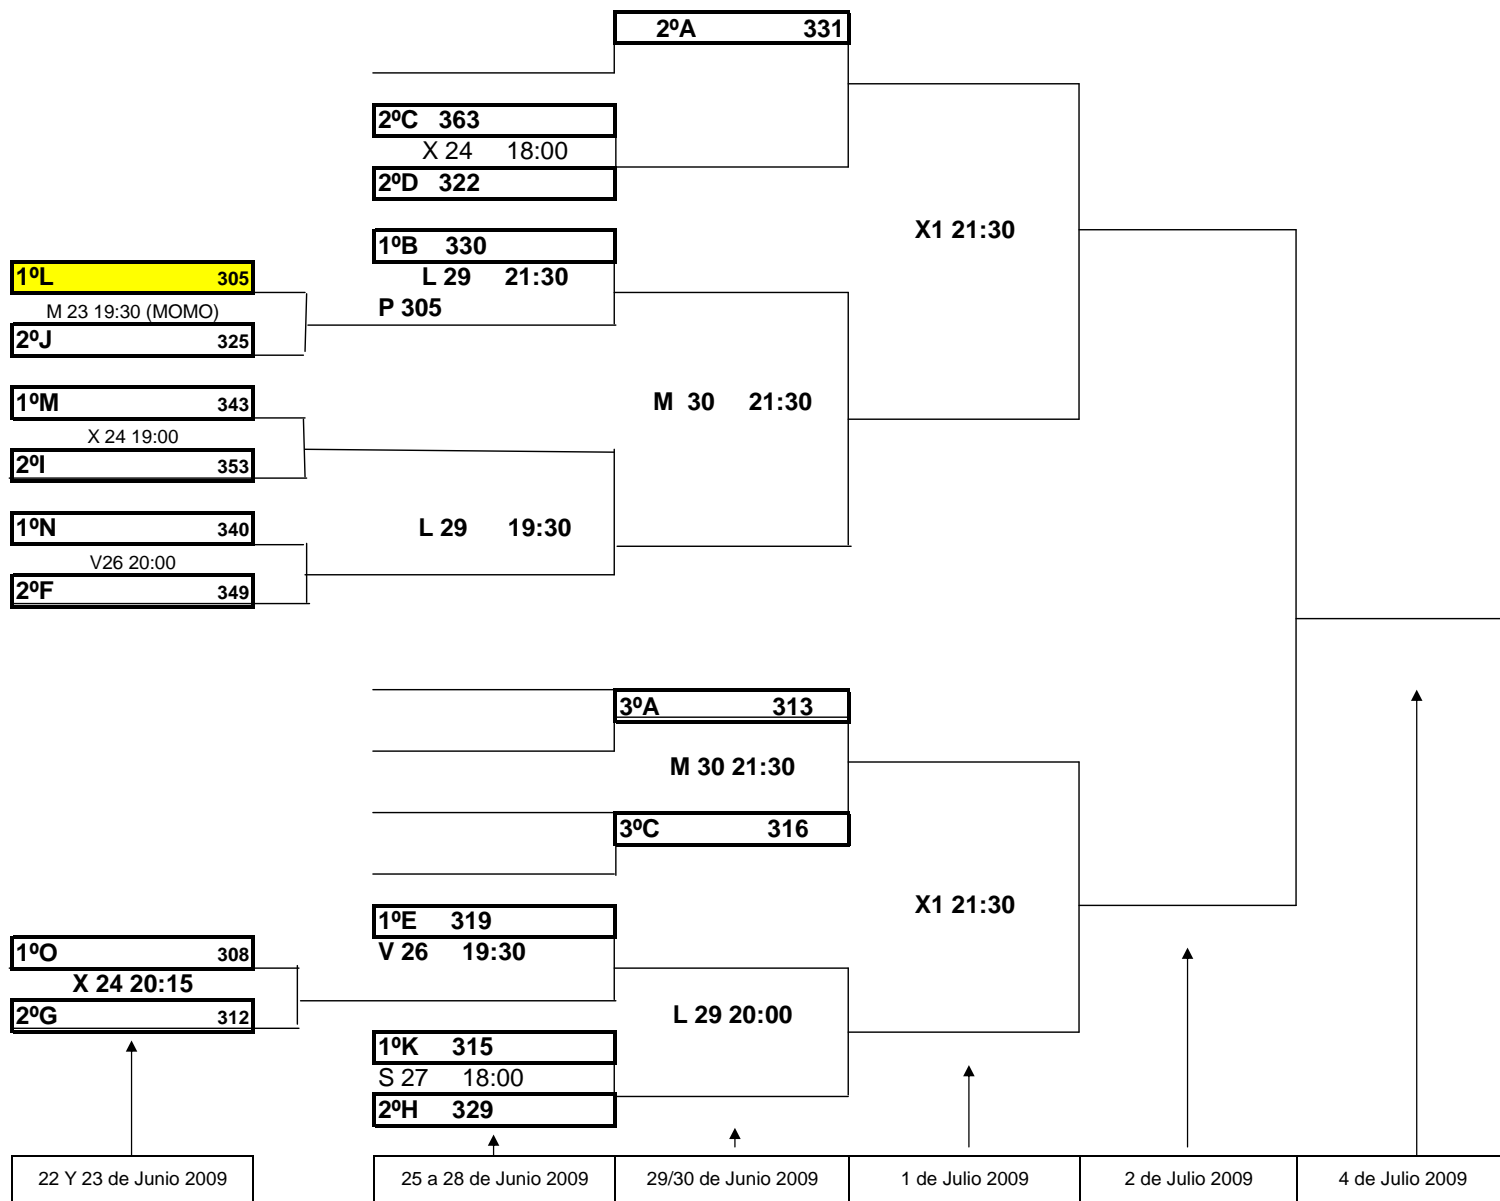 2ºA 331
2ºC 363
X 24 18:00
2ºD 322
1ºB 330
L 29 21:30
P 305
X1 21:30
1ºL 305
M 23 19:30 (MOMO)
2ºJ 325
1ºM 343
X 24 19:00
2ºI 353
M 30 21:30
1ºN 340
V26 20:00
2ºF 349
L 29 19:30
3ºA 313
M 30 21:30
3ºC 316
X1 21:30
1ºE 319
V 26 19:30
1ºO 308
X 24 20:15
2ºG 312
L 29 20:00
1ºK 315
S 27 18:00
2ºH 329
22 Y 23 de Junio 2009
25 a 28 de Junio 2009
29/30 de Junio 2009
1 de Julio 2009
2 de Julio 2009
4 de Julio 2009